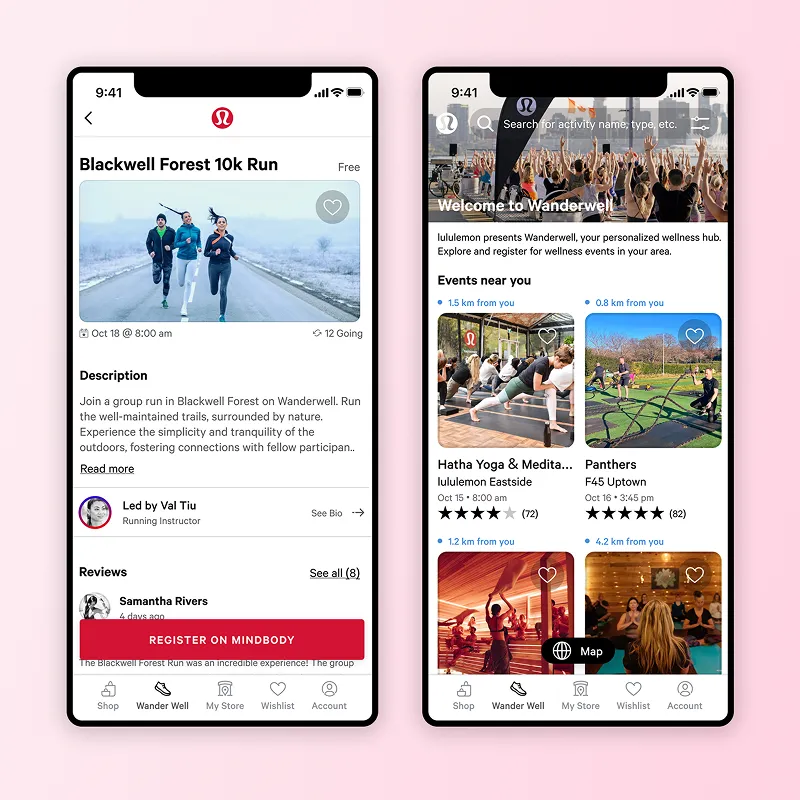 9:41
Blackwell Forest 10k Run
Free
Oct 18 @ 8:00 am
12 Going
Description
Join a group run in Blackwell Forest on Wanderwell. Run
the well-maintained trails, surrounded by nature.
Experience the simplicity and tranquility of the
outdoors, fostering connections with fellow participan..
Read more
Led by Val Tiu
Running Instructor
See Bio
Reviews
See all (8)
Samantha Rivers
4 days ago
REGISTER ON MINDBODY
The Blackwell Forest Run was an incredible experience! The group
Shop
Wander Well
My Store
Wishlist
Account
9:41
Search for activity name, type, etc.
Welcome to Wanderwell
lululemon presents Wanderwell, your personalized wellness hub.
Explore and register for wellness events in your area.
Events near you
1.5 km from you
0.8 km from you
Hatha Yoga & Medita...
Panthers
lululemon Eastside
F45 Uptown
Oct 15 • 8:00 am
Oct 16 • 3:45 pm
(72)
(82)
1.2 km from you
4.2 km from you
Map
Shop
Wander Well
My Store
Wishlist
Account